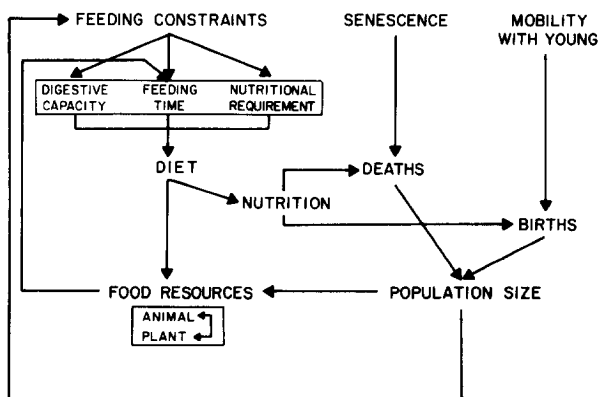 FEEDING CONSTRAINTS
SENESCENCE
MOBILITY
WITH YOUNG
DIGESTIVE
CAPACITY
FEEDING
TIME
NUTRITIONAL
REQUIREMENT
DIET
NUTRITION
DEATHS
BIRTHS
FOOD RESOURCES
POPULATION SIZE
ANIMAL
PLANT